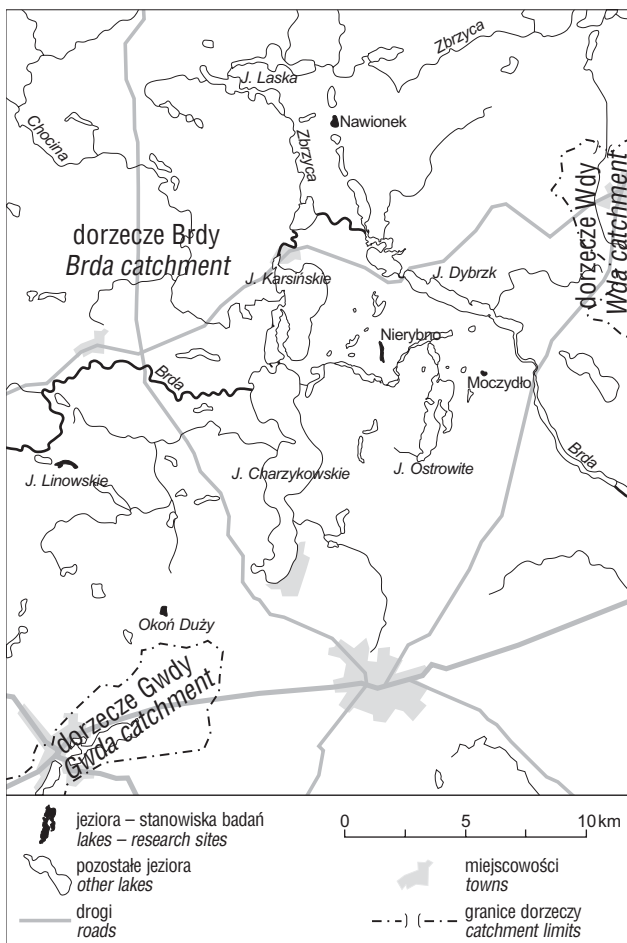 Zbrzyca
J. Laska
Nawionek
Chocina
Zbrzyca
dorzecze Wdy
Wda catchment
dorzecze Brdy
Brda catchment
J. Karsińskie
J. Dybrzk
Nierybno
Moczydło
Brda
J. Linowskie
J. Charzykowskie
J. Ostrowite
Brda
Okoń Duży
dorzecze Gwdy
Gwda catchment
jeziora – stanowiska badań
lakes – research sites
pozostałe jeziora
other lakes
drogi
roads
0 5 10 km
miejscowości
towns
granice dorzeczy
catchment limits